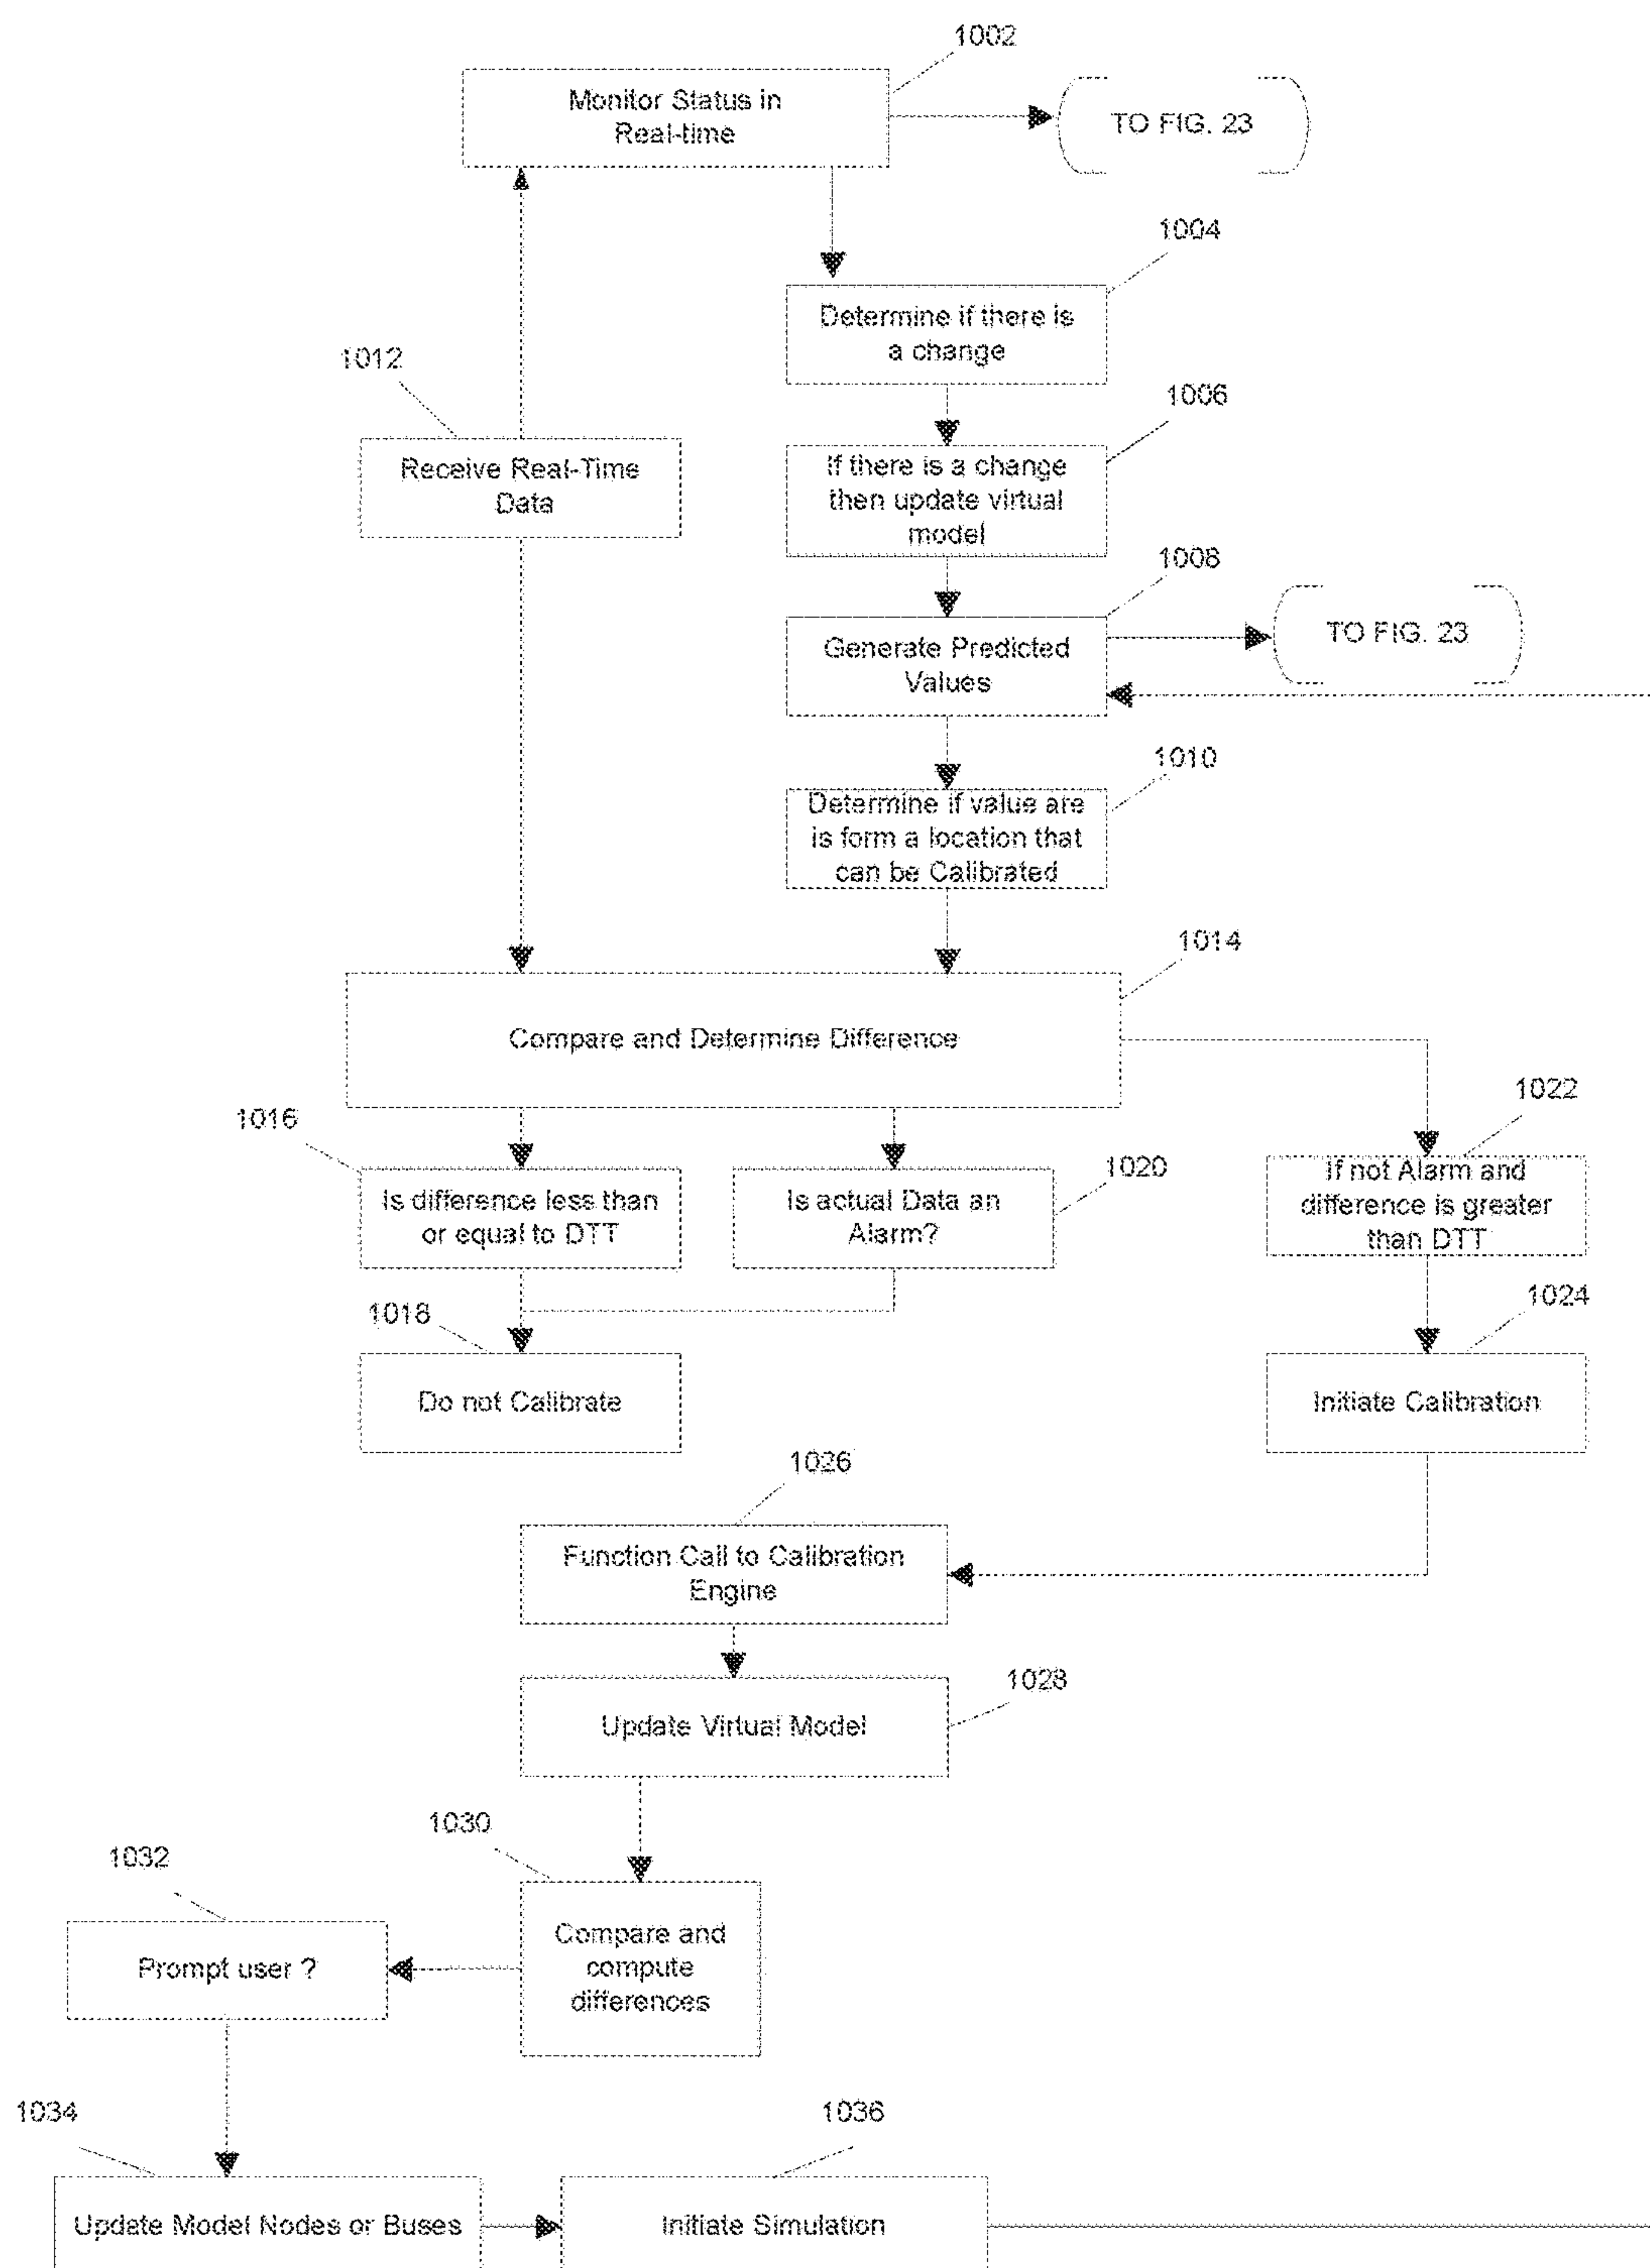 1002
Monitor Status in
Real-time
TO FIG. 23
1004
Determine if there is
a change
1012
1006
Receive Real-Time
Data
If there is a change
then update virtual
model
1008
Generate Predicted
Values
TO FIG. 23
1010
Determine if value are
is form a location that
can be Calibrated
1014
Compare and Determine Difference
1022
1016
1020
Is difference less than
or equal to DTT
Is actual Data an
Alarm?
If not Alarm and
difference is greater
than DTT
1018
1024
Do not Calibrate
Initiate Calibration
1026
Function Call to Calibration
Engine
1028
Update Virtual Model
1030
1032
Compare and
compute
differences
Prompt user ?
1034
1036
Update Model Nodes or Buses
Initiate Simulation